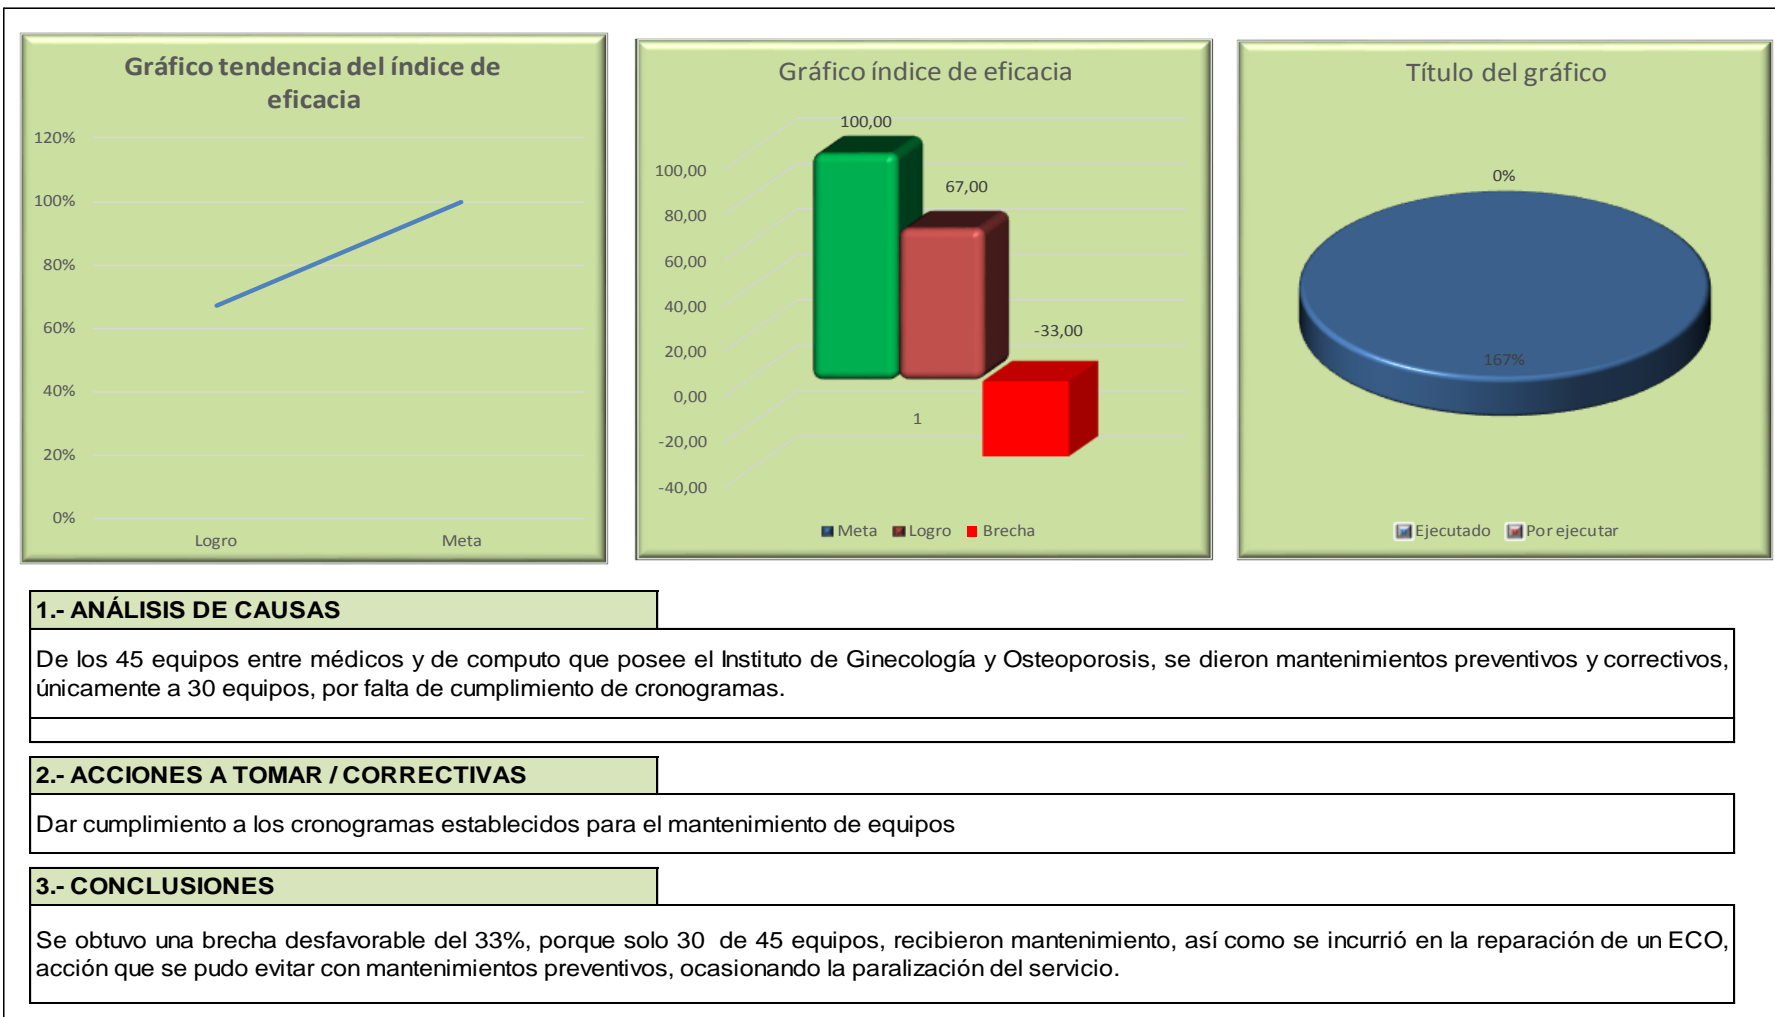 Gráfico tendencia del índice de
eficacia
120%
100%
80%
60%
40%
20%
0%
Logro
Meta
Gráfico índice de eficacia
100,00
80,00
60,00
40,00
20,00
0,00
-20,00
-40,00
100,00
67,00
-33,00
1
Meta Logro Brecha
Título del gráfico
0%
167%
Ejecutado Por ejecutar
1.- ANÁLISIS DE CAUSAS
De los 45 equipos entre médicos y de computo que posee el Instituto de Ginecología y Osteoporosis, se dieron mantenimientos preventivos y correctivos,
únicamente a 30 equipos, por falta de cumplimiento de cronogramas.
2.- ACCIONES A TOMAR / CORRECTIVAS
Dar cumplimiento a los cronogramas establecidos para el mantenimiento de equipos
3.- CONCLUSIONES
Se obtuvo una brecha desfavorable del 33%, porque solo 30 de 45 equipos, recibieron mantenimiento, así como se incurrió en la reparación de un ECO,
acción que se pudo evitar con mantenimientos preventivos, ocasionando la paralización del servicio.